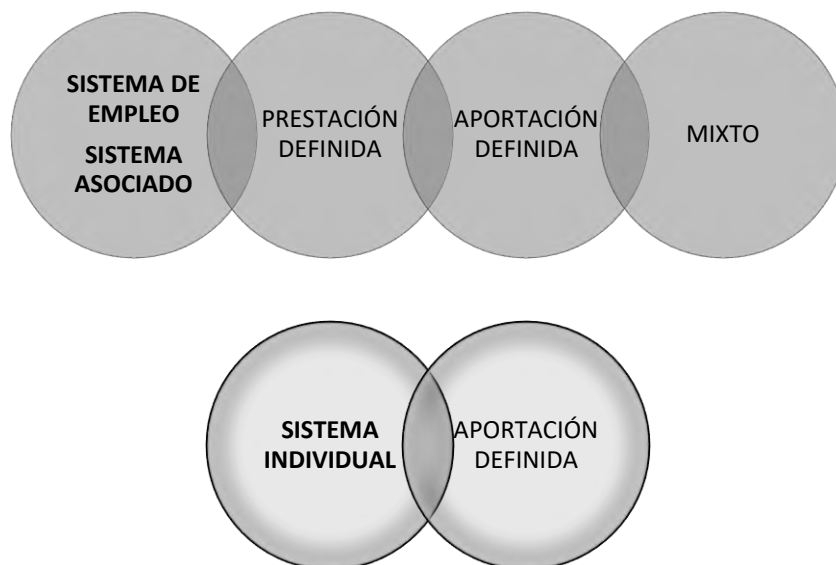 SISTEMA DE
EMPLEO
SISTEMA
ASOCIADO
PRESTACIÓN
DEFINIDA
APORTACIÓN
DEFINIDA
MIXTO
SISTEMA
INDIVIDUAL
APORTACIÓN
DEFINIDA